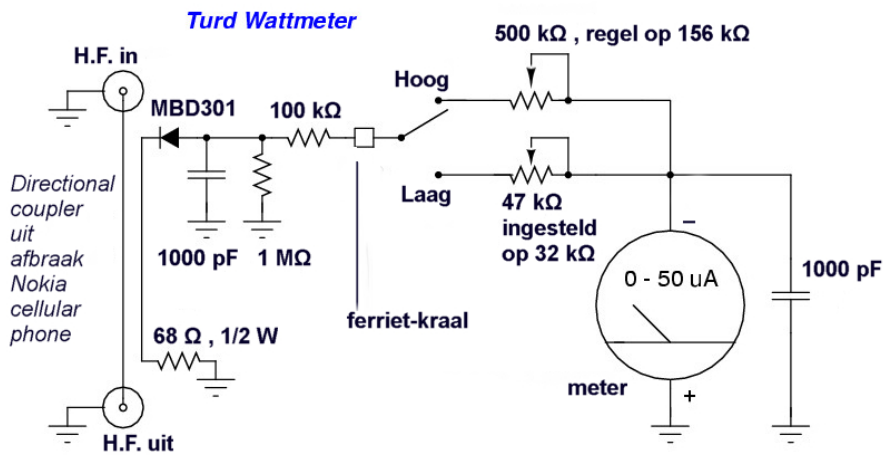 Turd Wattmeter
H.F. in
500 kΩ , regel op 156 kΩ
Hoog
MBD301
100 kΩ
Directional
coupler
uit
afbraak
Nokia
cellular
phone
Laag
47 kΩ
ingesteld
op 32 kΩ
−
1000 pF
1 MΩ
0 - 50 uA
1000 pF
ferriet-kraal
68 Ω , 1/2 W
meter
+
H.F. uit